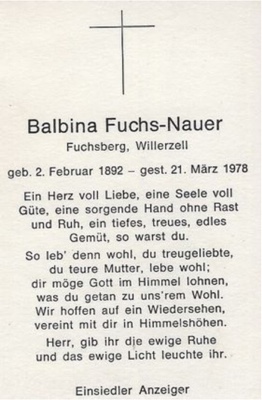 Balbina Fuchs-Nauer
Fuchsberg, Willerzell
geb. 2. Februar 1892 – gest. 21. März 1978
Ein Herz voll Liebe, eine Seele voll
Güte, eine sorgende Hand ohne Rast
und Ruh, ein tiefes, treues, edles
Gemüt, so warst du.
So leb' denn wohl, du treugeliebte,
du teure Mutter, lebe wohl;
dir möge Gott im Himmel lohnen,
was du getan zu uns'rem Wohl.
Wir hoffen auf ein Wiedersehen,
vereint mit dir in Himmelshöhen.
Herr, gib ihr die ewige Ruhe
und das ewige Licht leuchte ihr.
Einsiedler Anzeiger